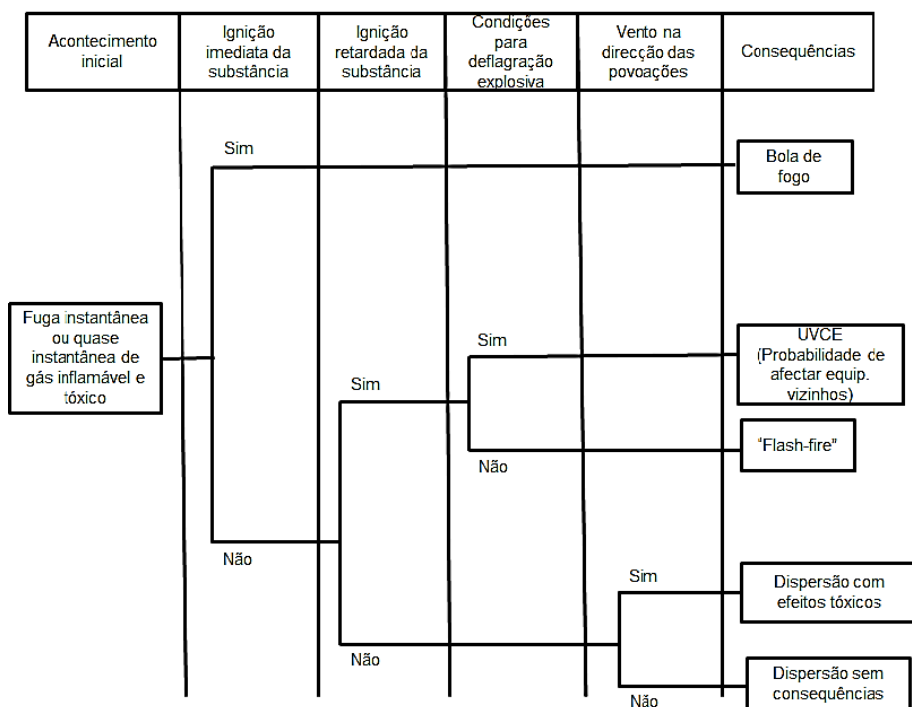 Acontecimento
inicial
Ignição
imediata da
substância
Ignição
retardada da
substância
Condições
para
deflagração
explosiva
Vento na
direcção das
povoações
Consequências
Sim
Bola de
fogo
Fuga instantânea
ou quase
instantânea de
gás inflamável e
tóxico
Sim
Sim
UVCE
(Probabilidade de
afectar equip.
vizinhos)
Não
"Flash-fire"
Não
Sim
Dispersão com
efeitos tóxicos
Não
Não
Dispersão sem
consequências